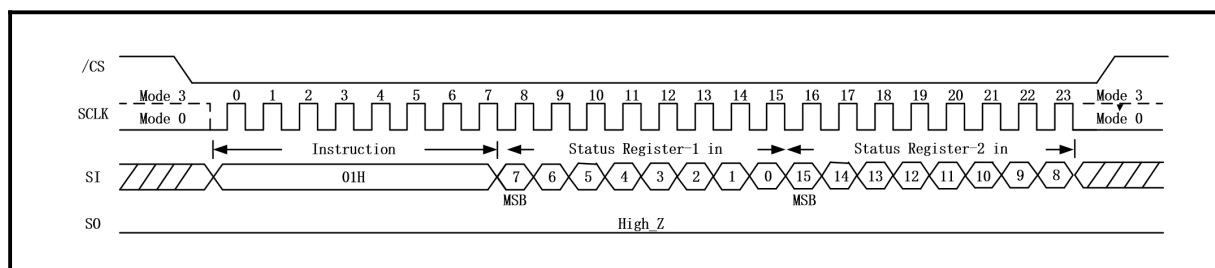 /CS
Mode 3 0 1 2 3 4 5 6 7 8 9 10 11 12 13 14 15 16 17 18 19 20 21 22 23 Mode 3
SCLK
Mode 0 Mode 0
Instruction Status Register-1 in Status Register-2 in
SI 01H 7 6 5 4 3 2 1 0 15 14 13 12 11 10 9 8
MSB MSB
SO High_Z